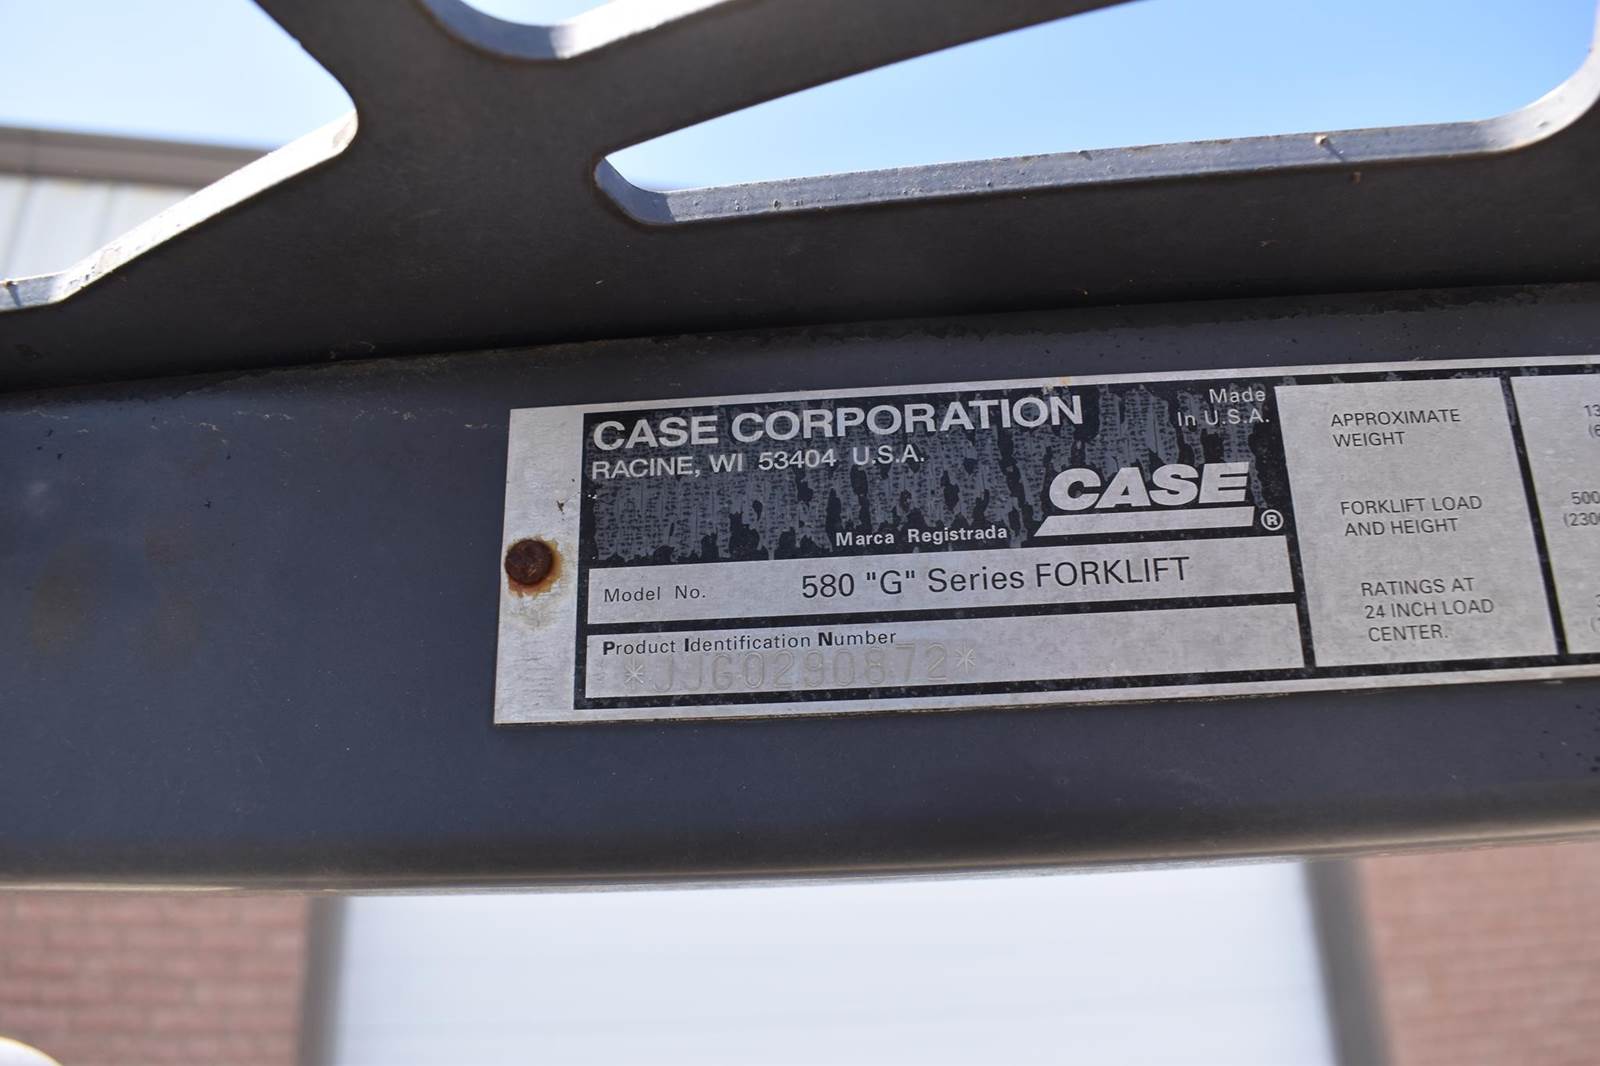 CASE CORPORATION
RACINE, WI 53404 U.S.A.
Made
In U.S.A.
CASE
®
Marca Registrada
Model No. 580 "G" Series FORKLIFT
Product Identification Number
*JJG0290872*
APPROXIMATE
WEIGHT
FORKLIFT LOAD
AND HEIGHT
RATINGS AT
24 INCH LOAD
CENTER.